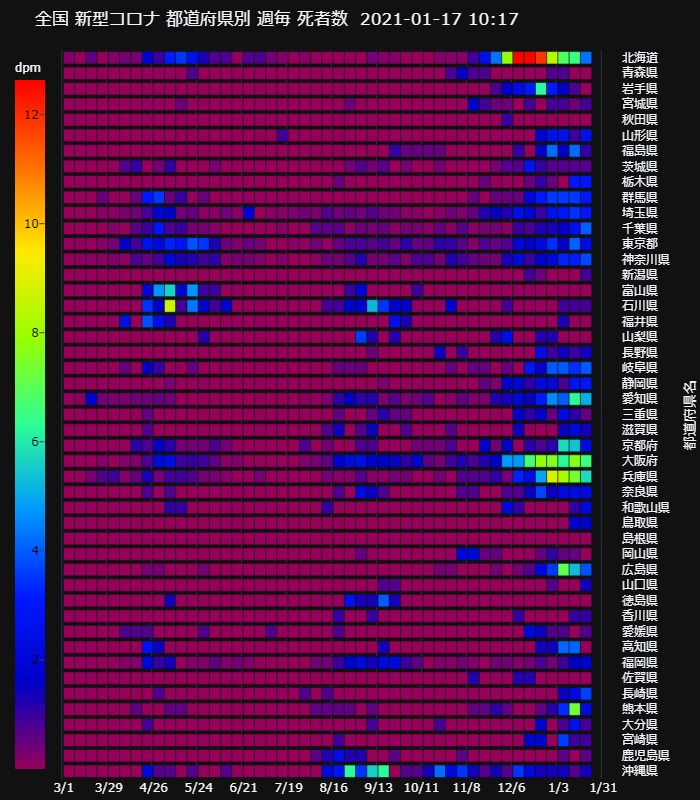 全国 新型コロナ 都道府県別 週毎 死者数 2021-01-17 10:17
dpm
12
10
8
6
4
2
北海道
青森県
岩手県
宮城県
秋田県
山形県
福島県
茨城県
栃木県
群馬県
埼玉県
千葉県
東京都
神奈川県
新潟県
富山県
石川県
福井県
山梨県
長野県
岐阜県
静岡県
愛知県
三重県
滋賀県
京都府
大阪府
兵庫県
奈良県
和歌山県
鳥取県
島根県
岡山県
広島県
山口県
徳島県
香川県
愛媛県
高知県
福岡県
佐賀県
長崎県
熊本県
大分県
宮崎県
鹿児島県
沖縄県
都道府県名
3/1 3/29 4/26 5/24 6/21 7/19 8/16 9/13 10/11 11/8 12/6 1/3 1/31